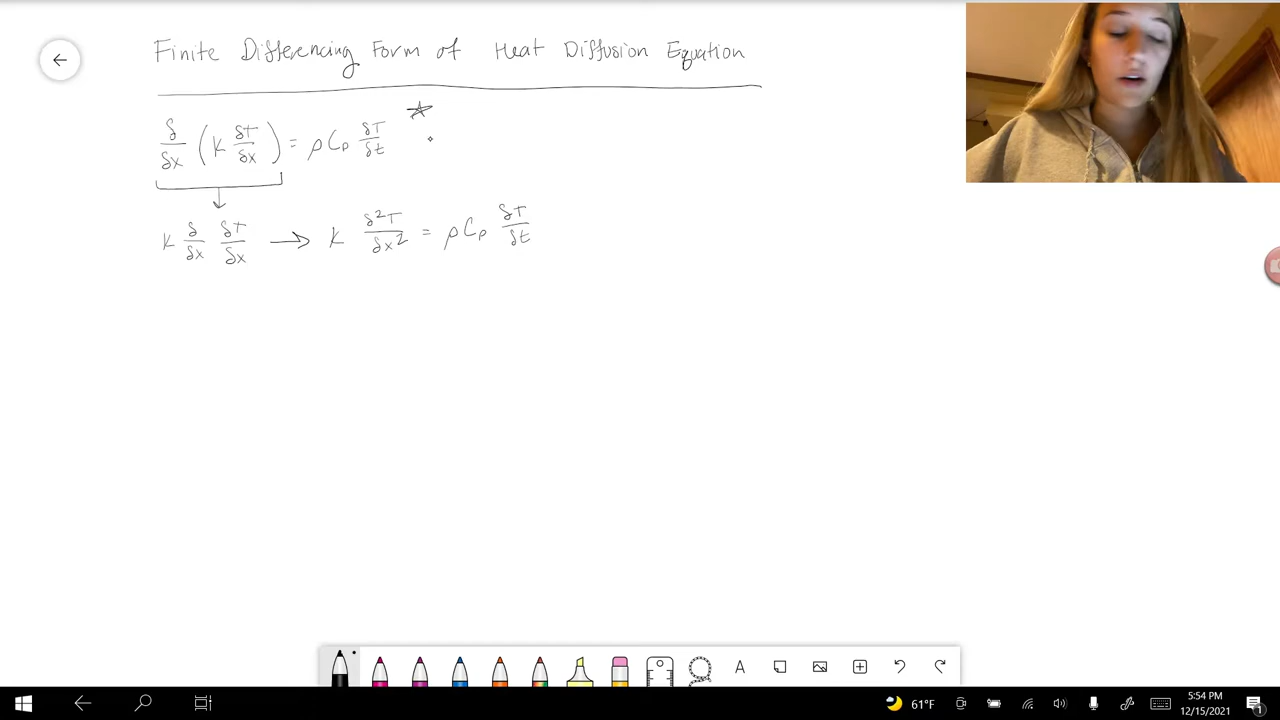 Finite Differencing Form of Heat Diffusion Equation
δ/δx (K δT/δx) = ρCp δT/δt
K δ/δx δT/δx → K δ²T/δx² = ρCp δT/δt
A
61°F
5:54 PM
12/15/2021
1